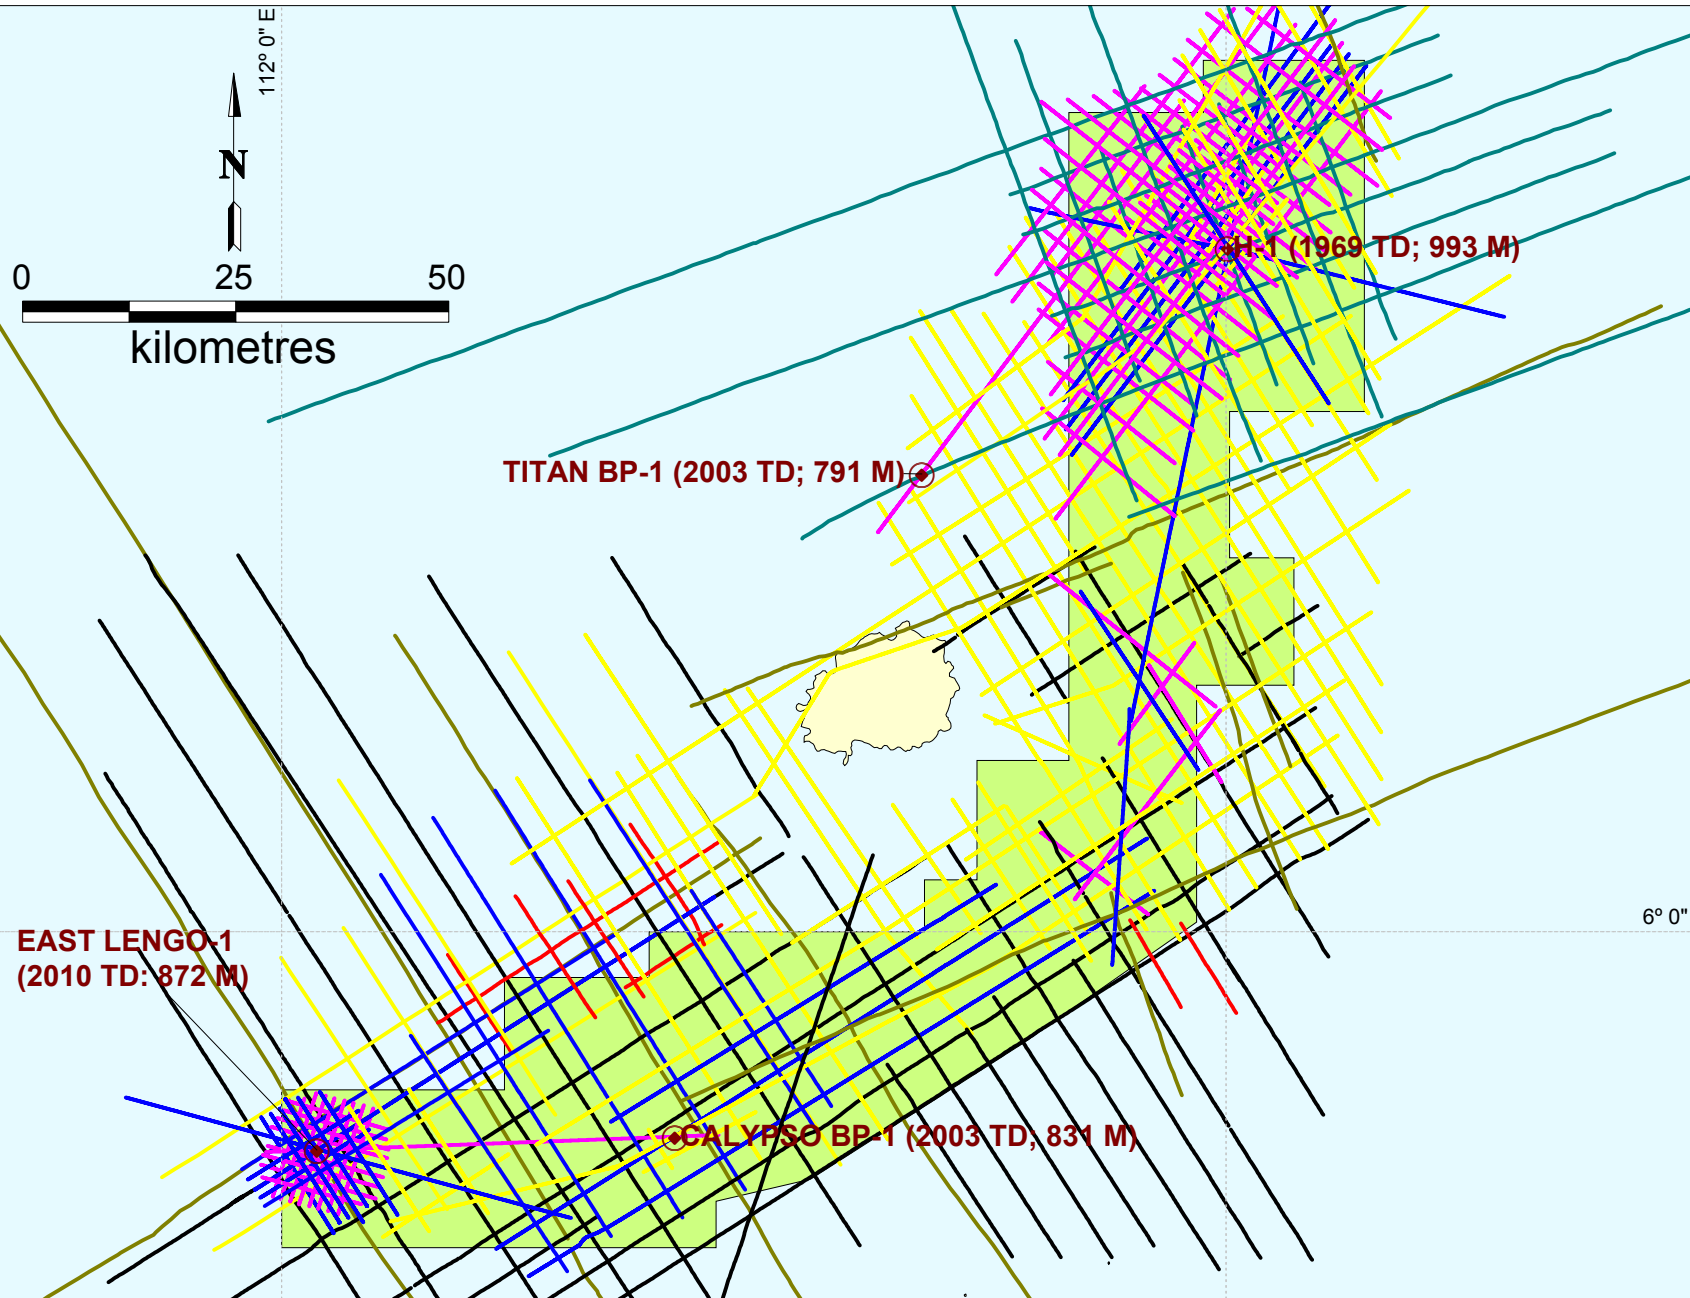 112° 0" E
N
0 25 50
kilometres
H-1 (1969 TD; 993 M)
TITAN BP-1 (2003 TD; 791 M)
6° 0"
EAST LENGO-1
(2010 TD: 872 M)
CALYPSO BP-1 (2003 TD, 831 M)